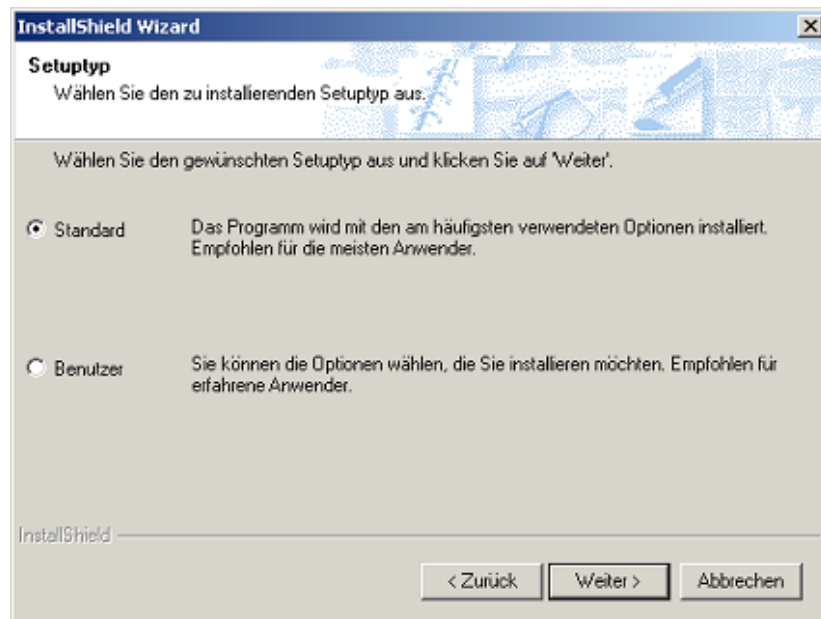 InstallShield Wizard
Setuptyp
Wählen Sie den zu installierenden Setuptyp aus.
Wählen Sie den gewünschten Setuptyp aus und klicken Sie auf 'Weiter'.
Standard
Das Programm wird mit den am häufigsten verwendeten Optionen installiert.
Empfohlen für die meisten Anwender.
Benutzer
Sie können die Optionen wählen, die Sie installieren möchten. Empfohlen für
erfahrene Anwender.
InstallShield
< Zurück
Weiter >
Abbrechen